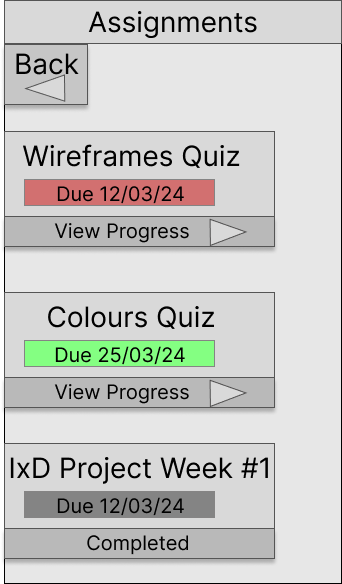 Assignments
Back
Wireframes Quiz
Due 12/03/24
View Progress
Colours Quiz
Due 25/03/24
View Progress
IxD Project Week #1
Due 12/03/24
Completed